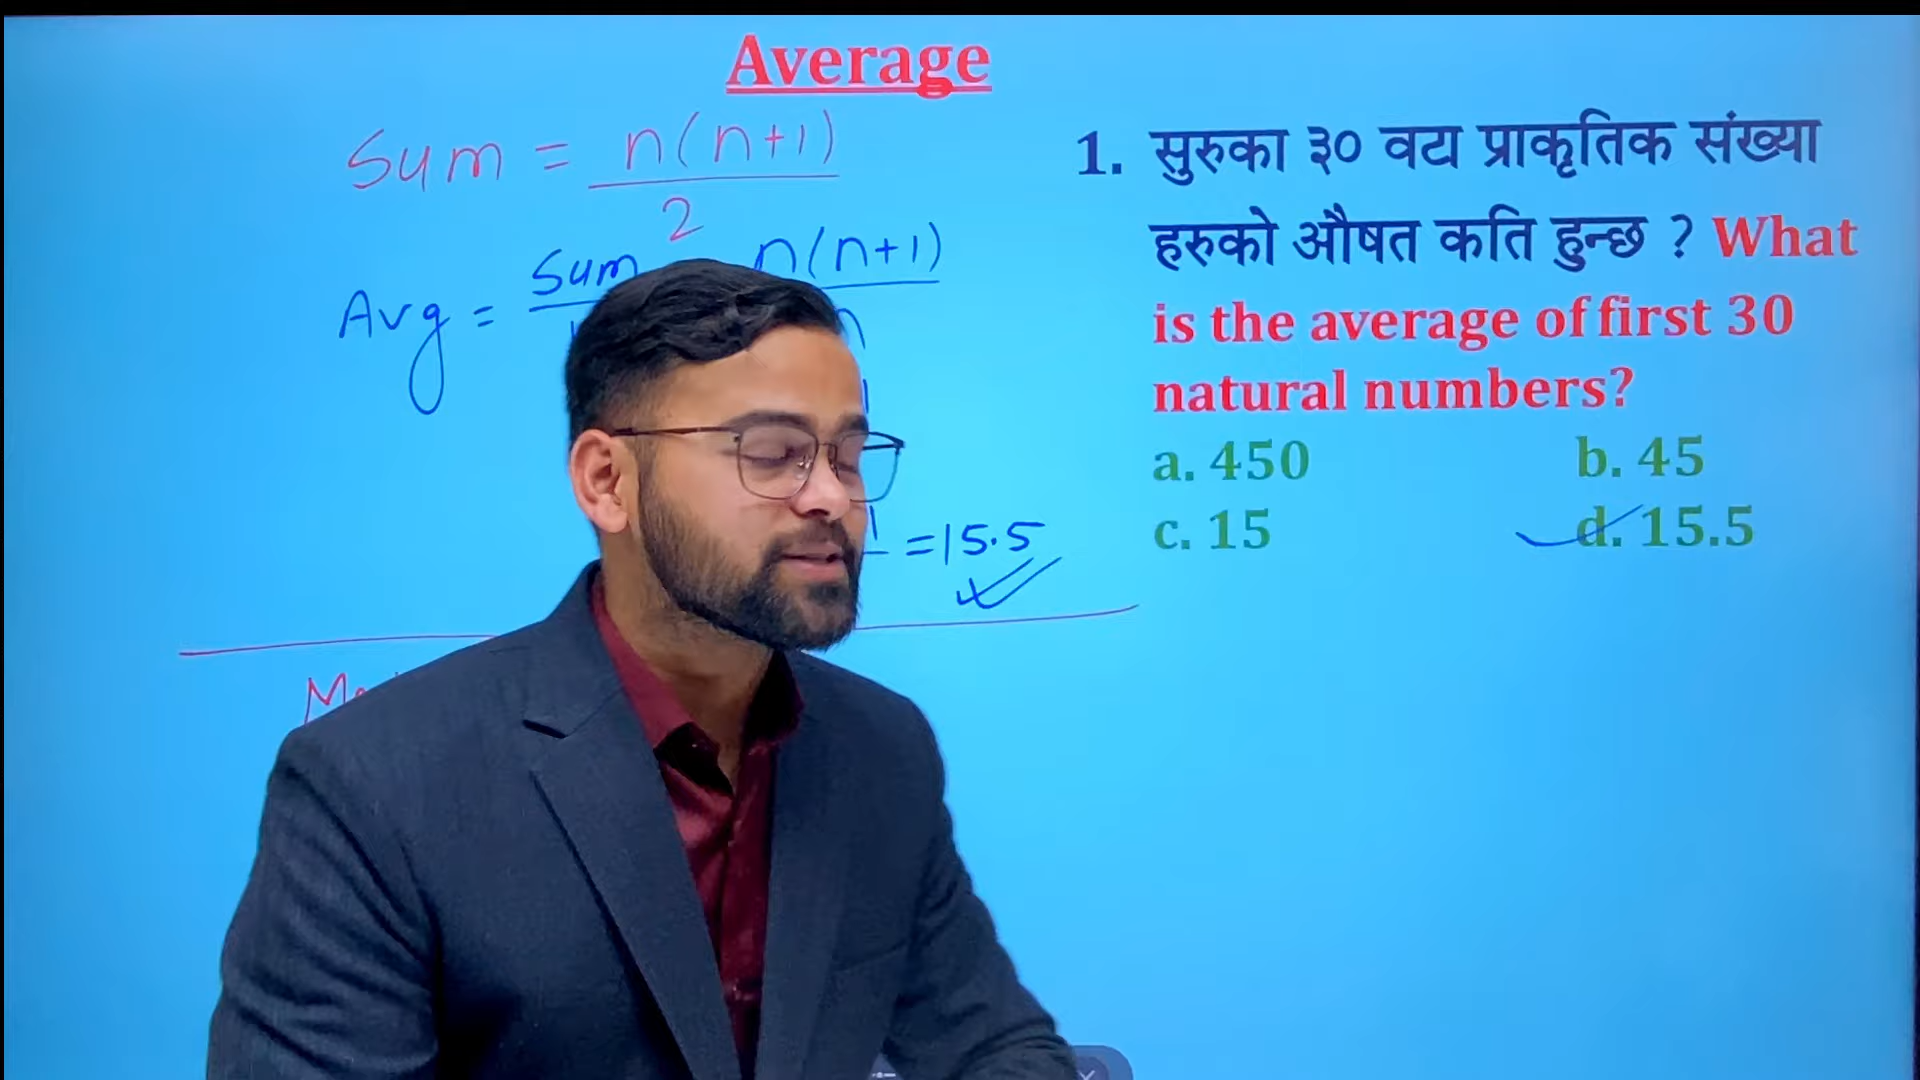 Average
Sum = n(n+1)
2
Sum n(n+1)
Avg =
n
= 15.5
1. सुरुका ३० वटा प्राकृतिक संख्या
हरुको औषत कति हुन्छ ? What
is the average of first 30
natural numbers?
a. 450 b. 45
c. 15 d. 15.5